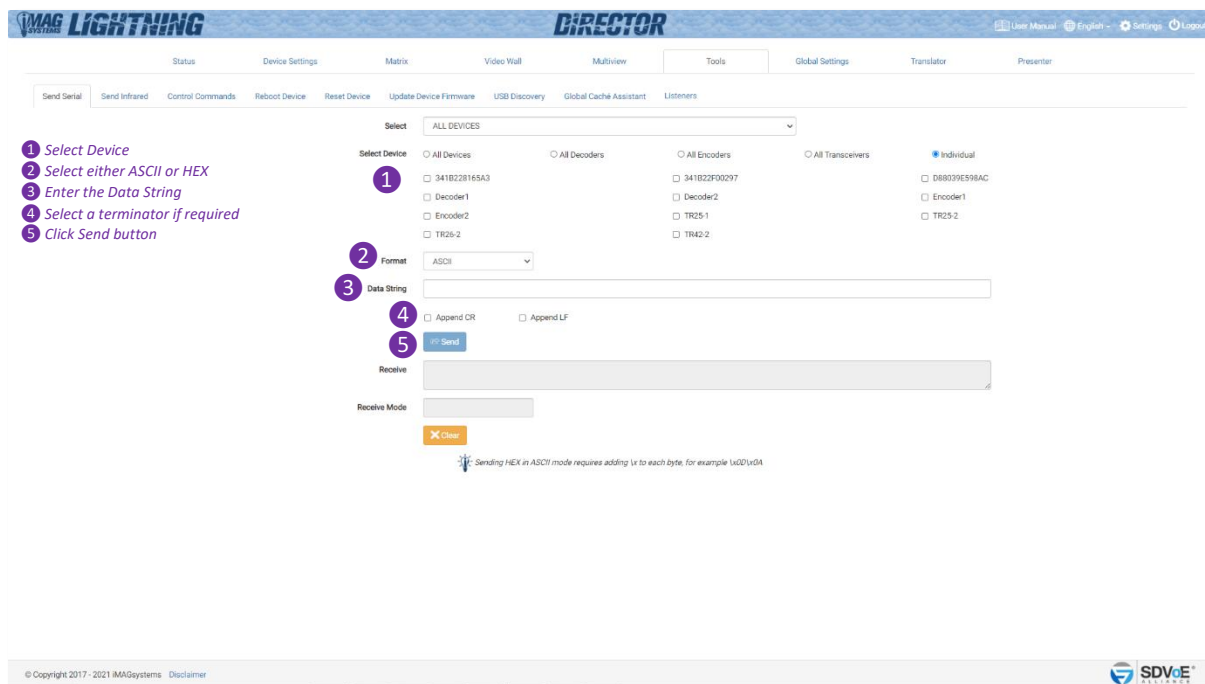 iMAG SYSTEMS LIGHTNING DIRECTOR User Manual English Settings Logout
Status Device Settings Matrix Video Wall Multiview Tools Global Settings Translator Presenter
Send Serial Send Infrared Control Commands Reboot Device Reset Device Update Device Firmware USB Discovery Global Caché Assistant Listeners
1 Select Device
2 Select either ASCII or HEX
3 Enter the Data String
4 Select a terminator if required
5 Click Send button
Select ALL DEVICES
Select Device All Devices All Decoders All Encoders All Transceivers Individual
1 341B228165A3 341B22F00297 D88039E598AC
Decoder1 Decoder2 Encoder1
Encoder2 TR25-1 TR25-2
TR26-2 TR42-2
2 Format ASCII
3 Data String
4 Append CR Append LF
5 Send
Receive
Receive Mode
Clear
Sending HEX in ASCII mode requires adding \x to each byte, for example \x0D\x0A
© Copyright 2017 - 2021 iMAGsystems Disclaimer SDVoE ALLIANCE